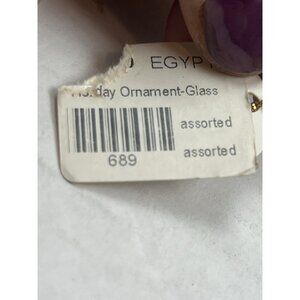 EGYP
day Ornament-Glass
assorted
689 assorted